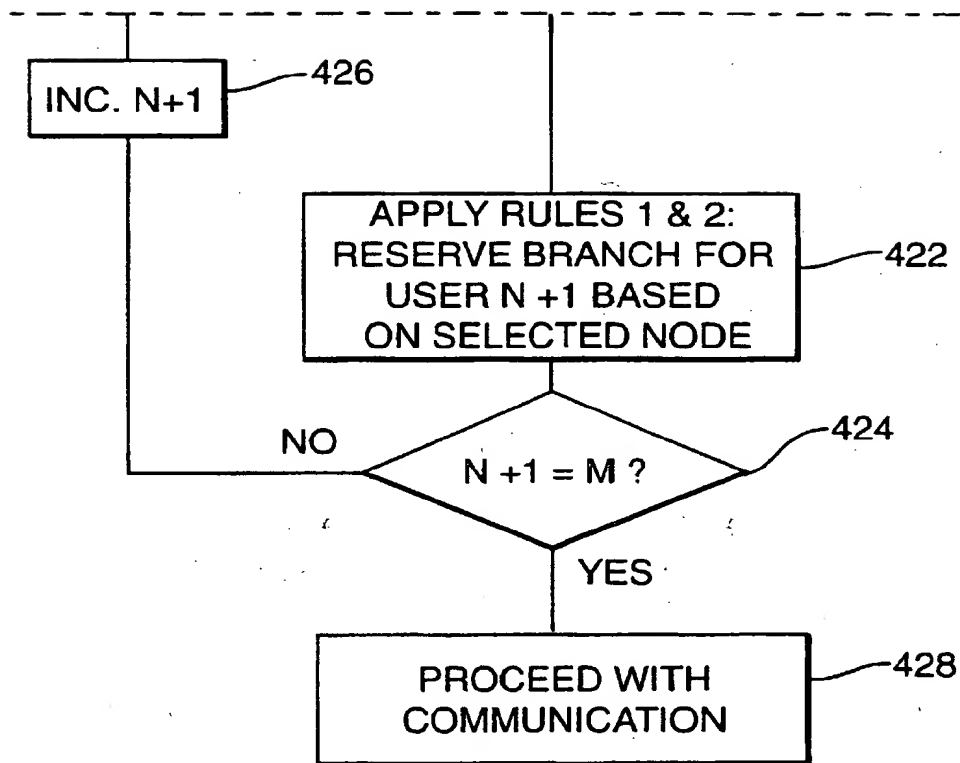 INC. N+1
426
APPLY RULES 1 & 2:
RESERVE BRANCH FOR
USER N +1 BASED
ON SELECTED NODE
422
NO
N +1 = M ?
424
YES
PROCEED WITH
COMMUNICATION
428